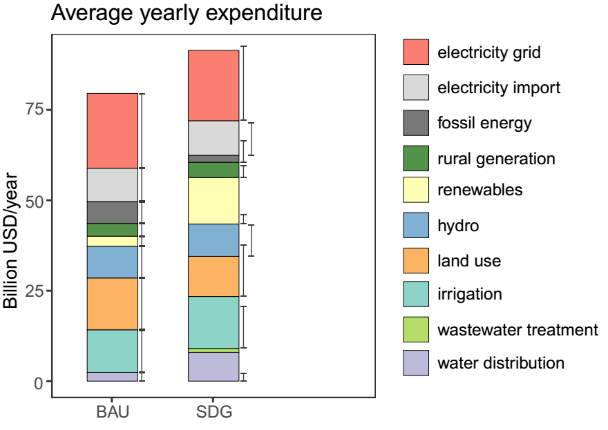 Average yearly expenditure
Billion USD/year
75
50
25
0
BAU
SDG
electricity grid
electricity import
fossil energy
rural generation
renewables
hydro
land use
irrigation
wastewater treatment
water distribution